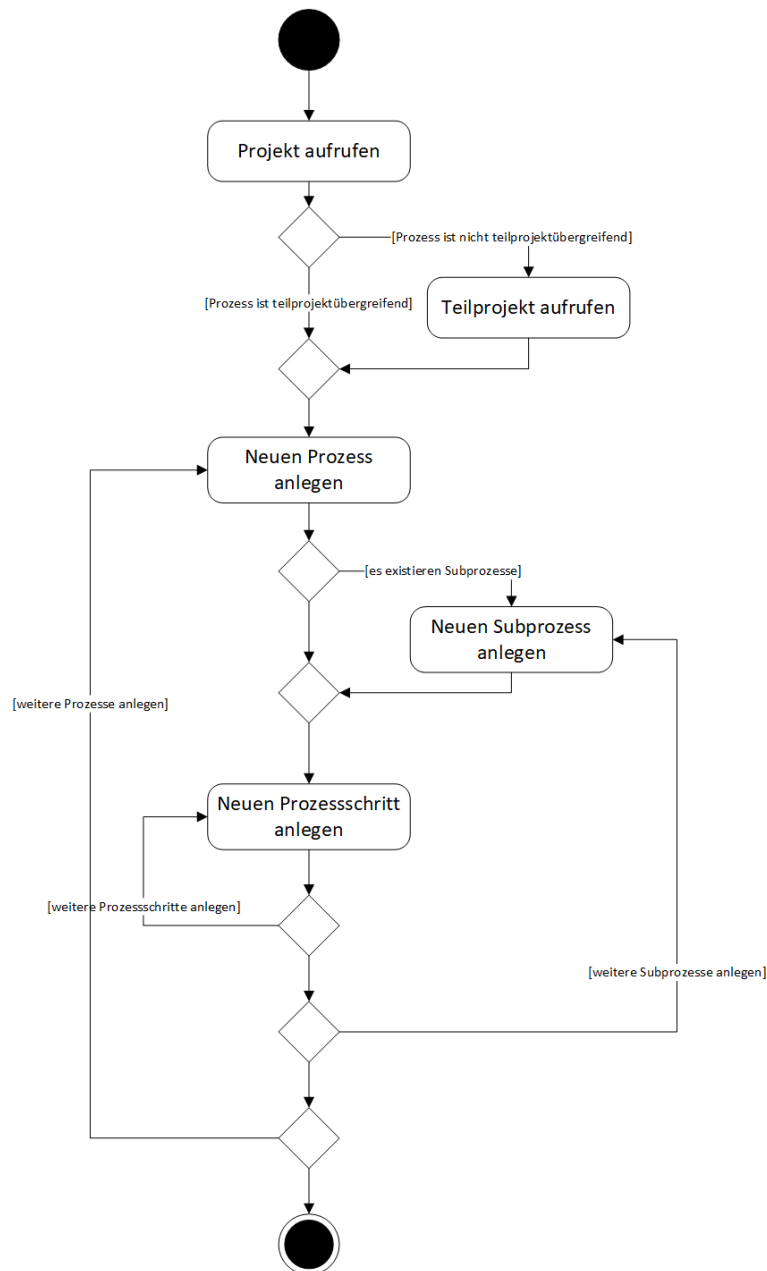 Projekt aufrufen
[Prozess ist nicht teilprojektübergreifend]
[Prozess ist teilprojektübergreifend]
Teilprojekt aufrufen
Neuen Prozess
anlegen
[es existieren Subprozesse]
Neuen Subprozess
anlegen
[weitere Prozesse anlegen]
Neuen Prozessschritt
anlegen
[weitere Prozessschritte anlegen]
[weitere Subprozesse anlegen]